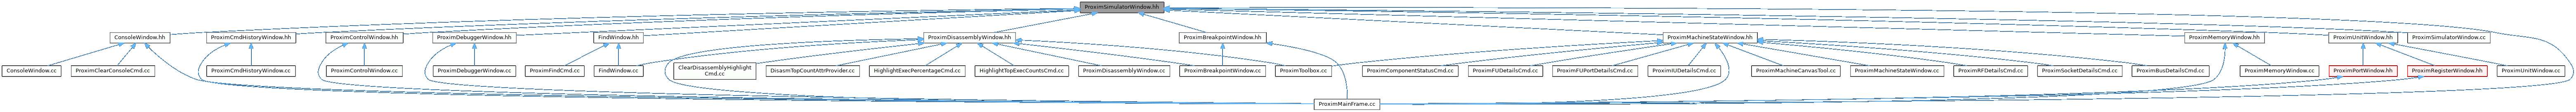 ProximSimulatorWindow.hh
ConsoleWindow.hh
ProximCmdHistoryWindow.hh
ProximControlWindow.hh
ProximDebuggerWindow.hh
FindWindow.hh
ProximDisassemblyWindow.hh
ProximBreakpointWindow.hh
ProximMachineStateWindow.hh
ProximMemoryWindow.hh
ProximUnitWindow.hh
ProximSimulatorWindow.cc
ConsoleWindow.cc
ProximClearConsoleCmd.cc
ProximCmdHistoryWindow.cc
ProximControlWindow.cc
ProximDebuggerWindow.cc
ProximFindCmd.cc
FindWindow.cc
ClearDisassemblyHighlight
Cmd.cc
DisasmTopCountAttrProvider.cc
HighlightExecPercentageCmd.cc
HighlightTopExecCountsCmd.cc
ProximDisassemblyWindow.cc
ProximBreakpointWindow.cc
ProximToolbox.cc
ProximComponentStatusCmd.cc
ProximFUDetailsCmd.cc
ProximFUPortDetailsCmd.cc
ProximIUDetailsCmd.cc
ProximMachineCanvasTool.cc
ProximMachineStateWindow.cc
ProximRFDetailsCmd.cc
ProximSocketDetailsCmd.cc
ProximBusDetailsCmd.cc
ProximMemoryWindow.cc
ProximPortWindow.hh
ProximRegisterWindow.hh
ProximUnitWindow.cc
ProximMainFrame.cc